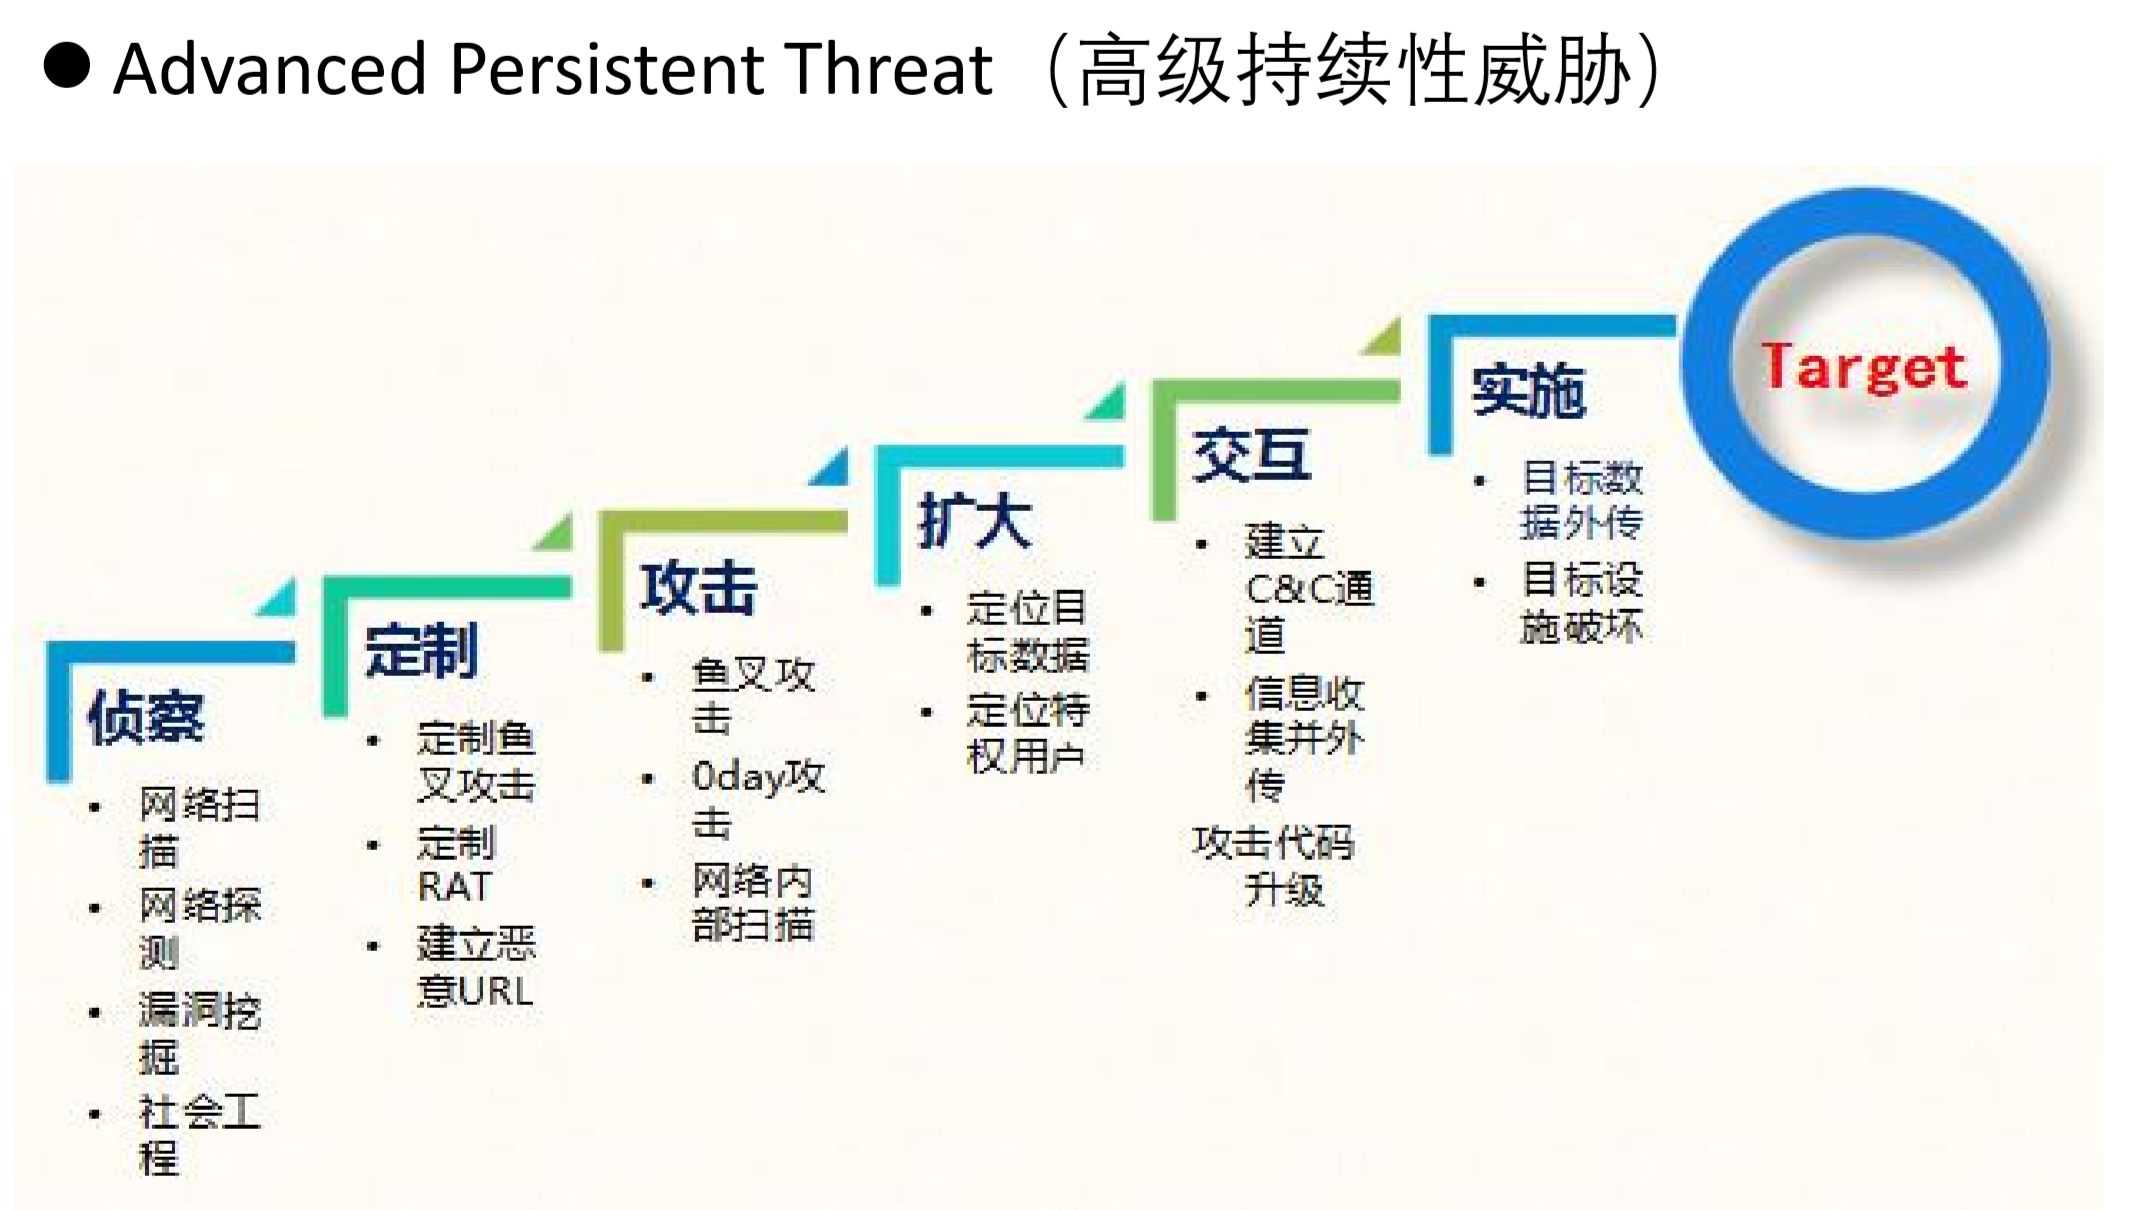 ● Advanced Persistent Threat（高级持续性威胁）
侦察
• 网络扫
描
• 网络探
测
• 漏洞挖
掘
• 社会工
程
定制
• 定制鱼
叉攻击
• 定制
RAT
• 建立恶
意URL
攻击
• 鱼叉攻
击
• 0day攻
击
• 网络内
部扫描
扩大
• 定位目
标数据
• 定位特
权用户
交互
• 建立
C&C通
道
• 信息收
集并外
传
攻击代码
升级
实施
• 目标数
据外传
• 目标设
施破坏
Target